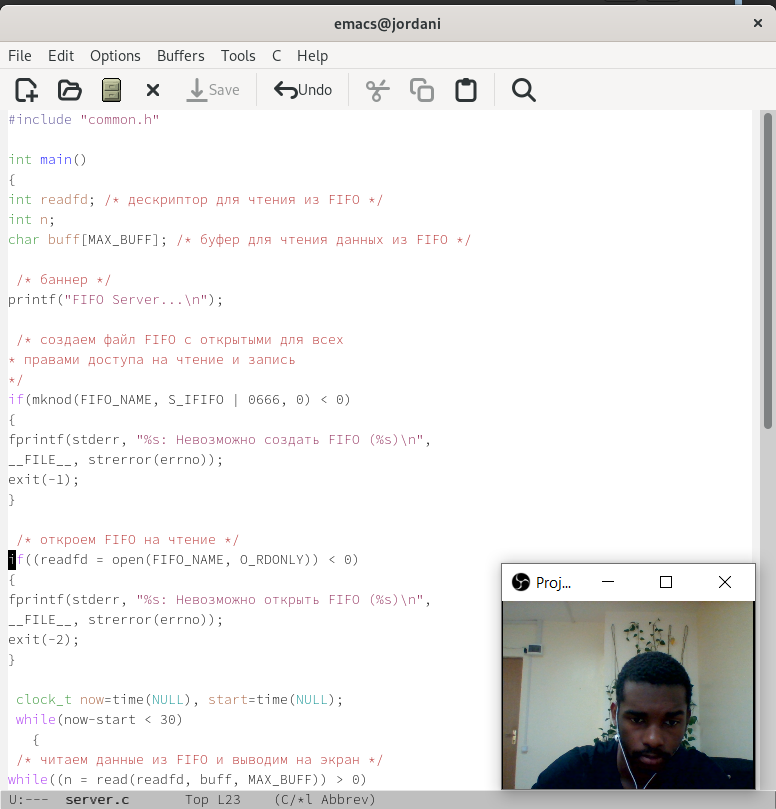 emacs@jordani
File Edit Options Buffers Tools C Help
Save Undo
#include "common.h"
int main()
{
int readfd; /* дескриптор для чтения из FIFO */
int n;
char buff[MAX_BUFF]; /* буфер для чтения данных из FIFO */
/* баннер */
printf("FIFO Server...\n");
/* создаем файл FIFO с открытыми для всех
* правами доступа на чтение и запись
*/
if(mknod(FIFO_NAME, S_IFIFO | 0666, 0) < 0)
{
fprintf(stderr, "%s: Невозможно создать FIFO (%s)\n",
__FILE__, strerror(errno));
exit(-1);
}
/* откроем FIFO на чтение */
if((readfd = open(FIFO_NAME, O_RDONLY)) < 0)
{
fprintf(stderr, "%s: Невозможно открыть FIFO (%s)\n",
__FILE__, strerror(errno));
exit(-2);
}
clock_t now=time(NULL), start=time(NULL);
while(now-start < 30)
{
/* читаем данные из FIFO и выводим на экран */
while((n = read(readfd, buff, MAX_BUFF)) > 0)
U:--- server.c Top L23 (C/*l Abbrev)
Proj...